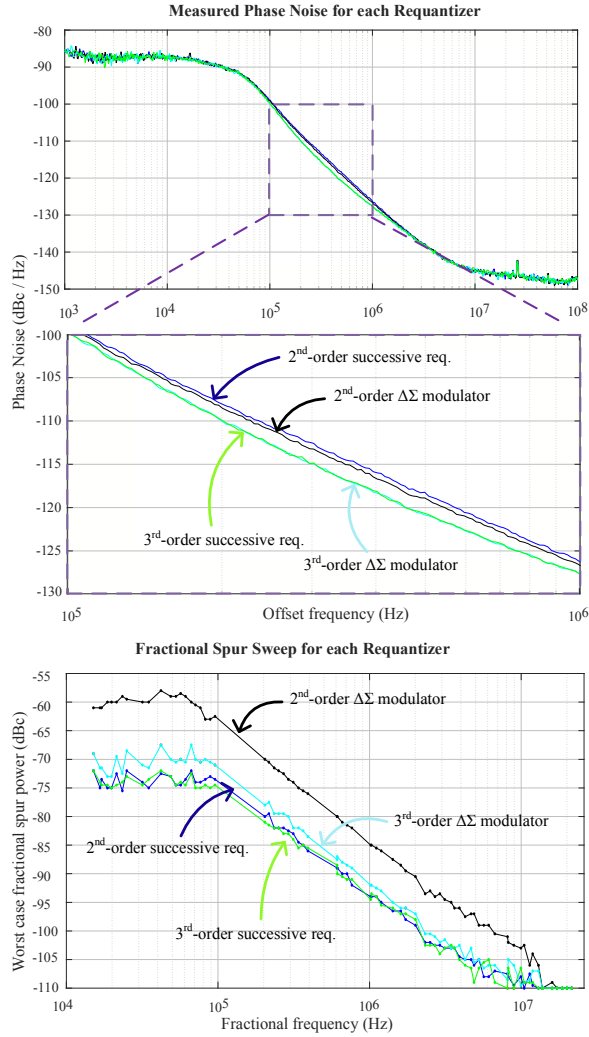 Measured Phase Noise for each Requantizer
-80
-90
-100
-110
-120
-130
-140
-150
10^3
10^4
10^5
10^6
10^7
10^8
Phase Noise (dBc / Hz)
-100
-105
-110
-115
-120
-125
-130
2^nd-order successive req.
2^nd-order ΔΣ modulator
3^rd-order successive req.
3^rd-order ΔΣ modulator
10^5
Offset frequency (Hz)
10^6
Fractional Spur Sweep for each Requantizer
Worst case fractional spur power (dBc)
-55
-60
-65
-70
-75
-80
-85
-90
-95
-100
-105
-110
2^nd-order ΔΣ modulator
3^rd-order ΔΣ modulator
2^nd-order successive req.
3^rd-order successive req.
10^4
10^5
10^6
10^7
Fractional frequency (Hz)